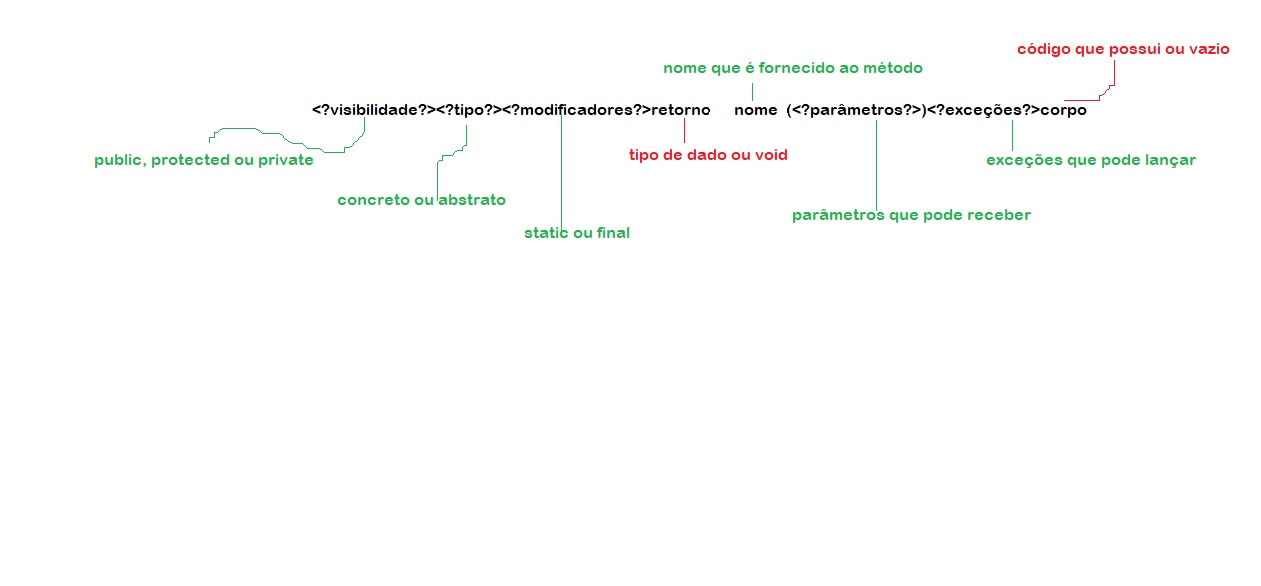 código que possui ou vazio
nome que é fornecido ao método
<?visibilidade?><?tipo?><?modificadores?>retorno nome (<?parâmetros?>)<?exceções?>corpo
public, protected ou private
tipo de dado ou void
exceções que pode lançar
concreto ou abstrato
parâmetros que pode receber
static ou final